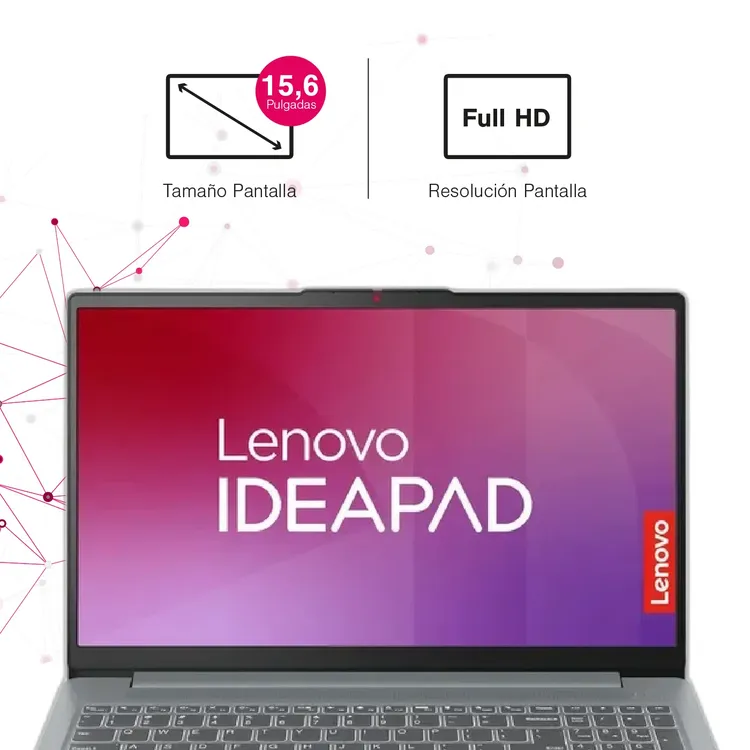 15,6
Pulgadas
Full HD
Tamaño Pantalla
Resolución Pantalla
Lenovo
IDEAPAD
Lenovo